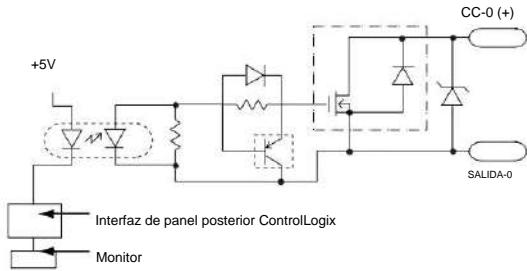 CC-0 (+)
+5V
SALIDA-0
Interfaz de panel posterior ControlLogix
Monitor